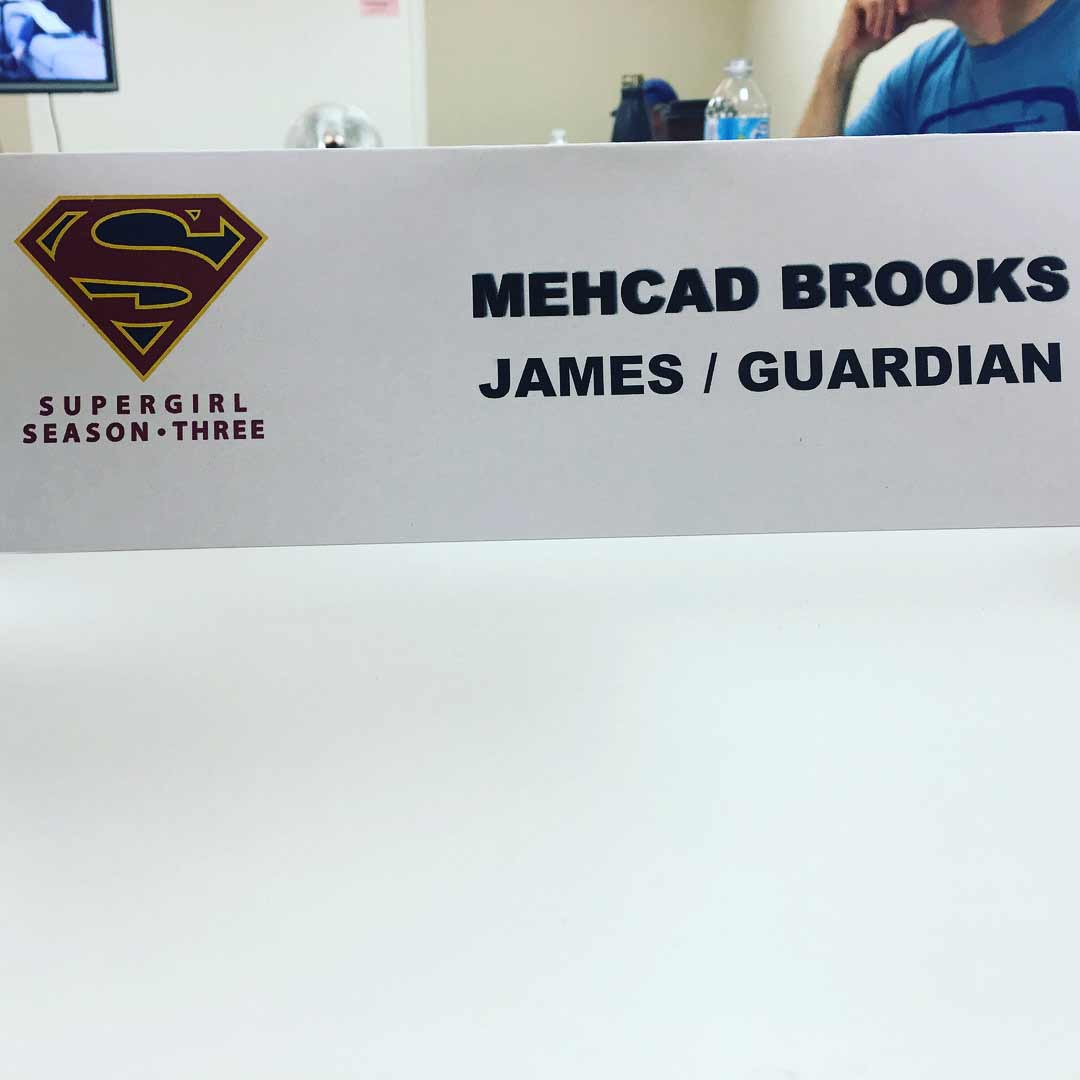 SUPERGIRL
SEASON•THREE
MEHCAD BROOKS
JAMES / GUARDIAN